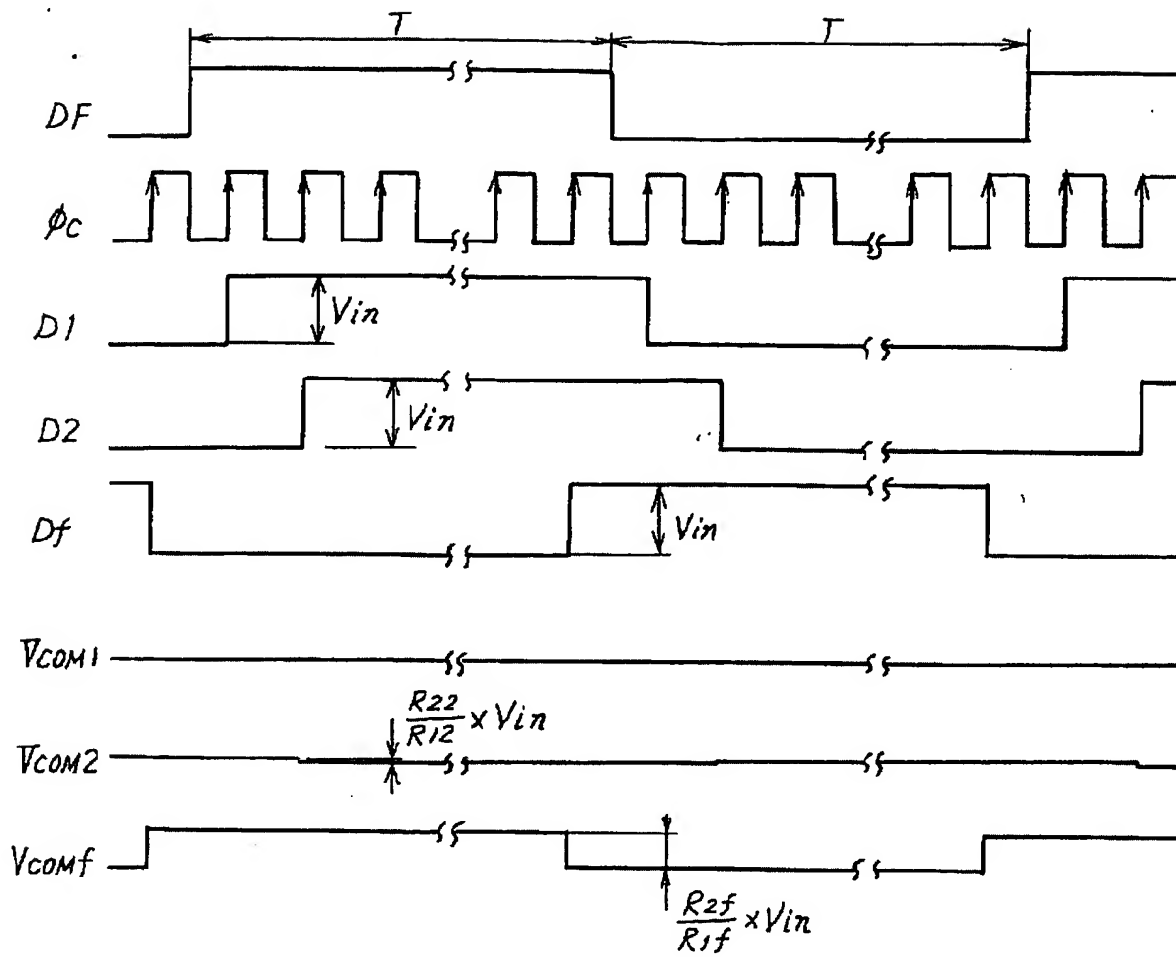 T T
DF
φc
D1 Vin
D2 Vin
Df Vin
VCOM1
R22/R12 × Vin
VCOM2
VCOMf
R2f/R1f × Vin